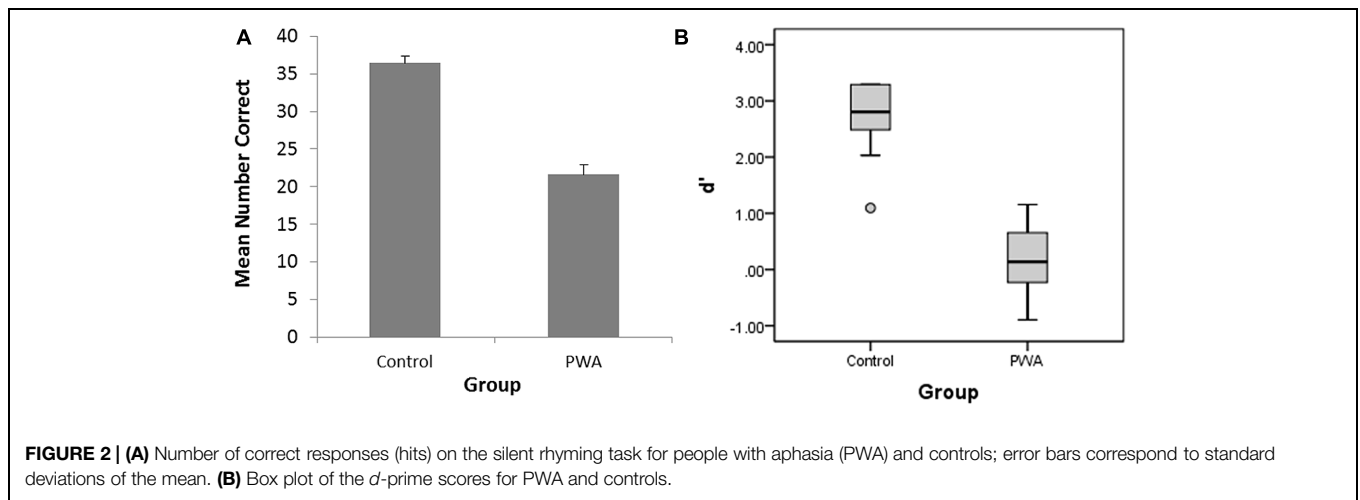 A
40
35
30
25
20
15
10
5
0
Mean Number Correct
Control
PWA
Group
B
4.00
3.00
2.00
1.00
.00
-1.00
d'
Control
PWA
Group
FIGURE 2 | (A) Number of correct responses (hits) on the silent rhyming task for people with aphasia (PWA) and controls; error bars correspond to standard
deviations of the mean. (B) Box plot of the d-prime scores for PWA and controls.